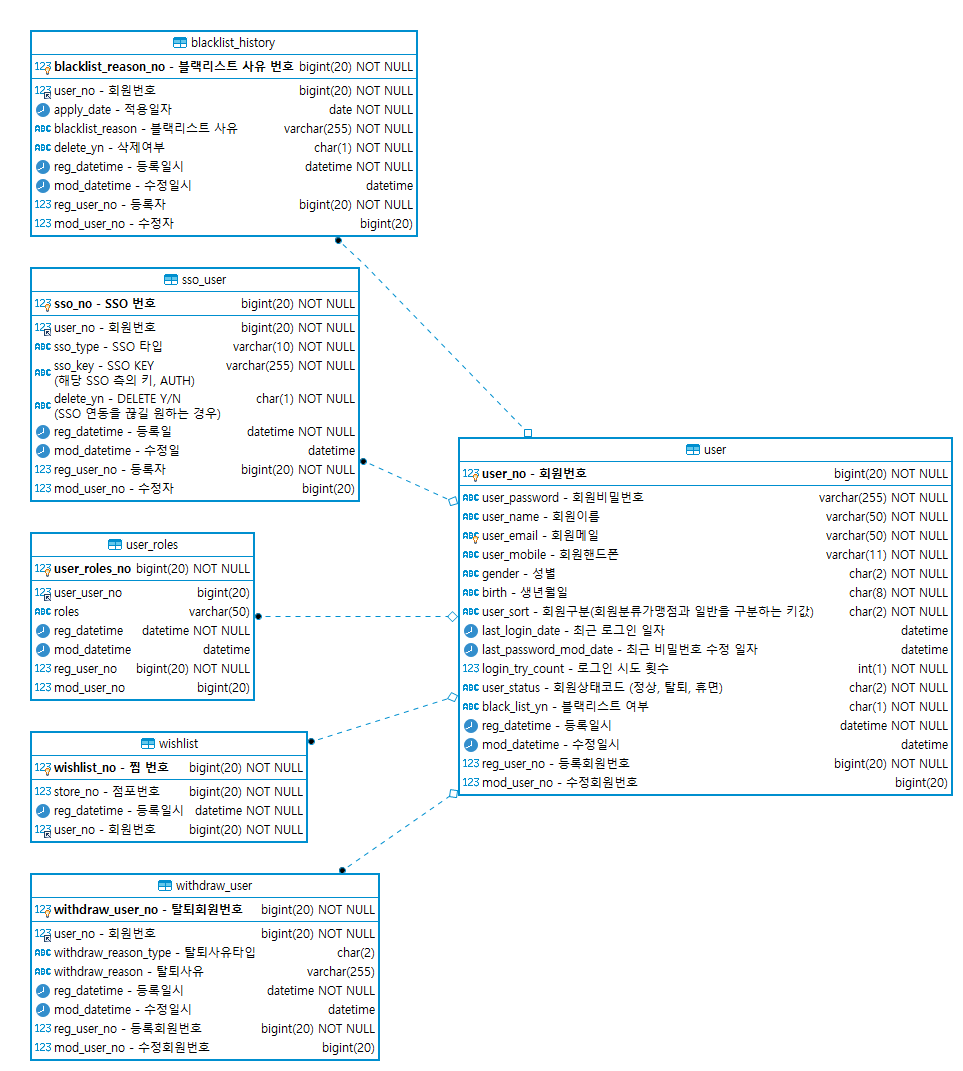 blacklist_history
blacklist_reason_no - 블랙리스트 사유 번호 bigint(20) NOT NULL
user_no - 회원번호 bigint(20) NOT NULL
apply_date - 적용일자 date NOT NULL
blacklist_reason - 블랙리스트 사유 varchar(255) NOT NULL
delete_yn - 삭제여부 char(1) NOT NULL
reg_datetime - 등록일시 datetime NOT NULL
mod_datetime - 수정일시 datetime
reg_user_no - 등록자 bigint(20) NOT NULL
mod_user_no - 수정자 bigint(20)
sso_user
sso_no - SSO 번호 bigint(20) NOT NULL
user_no - 회원번호 bigint(20) NOT NULL
sso_type - SSO 타입 varchar(10) NOT NULL
sso_key - SSO KEY varchar(255) NOT NULL
(해당 SSO 측의 키, AUTH)
delete_yn - DELETE Y/N char(1) NOT NULL
(SSO 연동을 끊길 원하는 경우)
reg_datetime - 등록일 datetime NOT NULL
mod_datetime - 수정일 datetime
reg_user_no - 등록자 bigint(20) NOT NULL
mod_user_no - 수정자 bigint(20)
user_roles
user_roles_no bigint(20) NOT NULL
user_user_no bigint(20)
roles varchar(50)
reg_datetime datetime NOT NULL
mod_datetime datetime
reg_user_no bigint(20) NOT NULL
mod_user_no bigint(20)
wishlist
wishlist_no - 찜 번호 bigint(20) NOT NULL
store_no - 점포번호 bigint(20) NOT NULL
reg_datetime - 등록일시 datetime NOT NULL
user_no - 회원번호 bigint(20) NOT NULL
withdraw_user
withdraw_user_no - 탈퇴회원번호 bigint(20) NOT NULL
user_no - 회원번호 bigint(20) NOT NULL
withdraw_reason_type - 탈퇴사유타입 char(2)
withdraw_reason - 탈퇴사유 varchar(255)
reg_datetime - 등록일시 datetime NOT NULL
mod_datetime - 수정일시 datetime
reg_user_no - 등록회원번호 bigint(20) NOT NULL
mod_user_no - 수정회원번호 bigint(20)
user
user_no - 회원번호 bigint(20) NOT NULL
user_password - 회원비밀번호 varchar(255) NOT NULL
user_name - 회원이름 varchar(50) NOT NULL
user_email - 회원메일 varchar(50) NOT NULL
user_mobile - 회원핸드폰 varchar(11) NOT NULL
gender - 성별 char(2) NOT NULL
birth - 생년월일 char(8) NOT NULL
user_sort - 회원구분(회원분류가맹점과 일반을 구분하는 키값) char(2) NOT NULL
last_login_date - 최근 로그인 일자 datetime
last_password_mod_date - 최근 비밀번호 수정 일자 datetime
login_try_count - 로그인 시도 횟수 int(1) NOT NULL
user_status - 회원상태코드 (정상, 탈퇴, 휴면) char(2) NOT NULL
black_list_yn - 블랙리스트 여부 char(1) NOT NULL
reg_datetime - 등록일시 datetime NOT NULL
mod_datetime - 수정일시 datetime
reg_user_no - 등록회원번호 bigint(20) NOT NULL
mod_user_no - 수정회원번호 bigint(20)